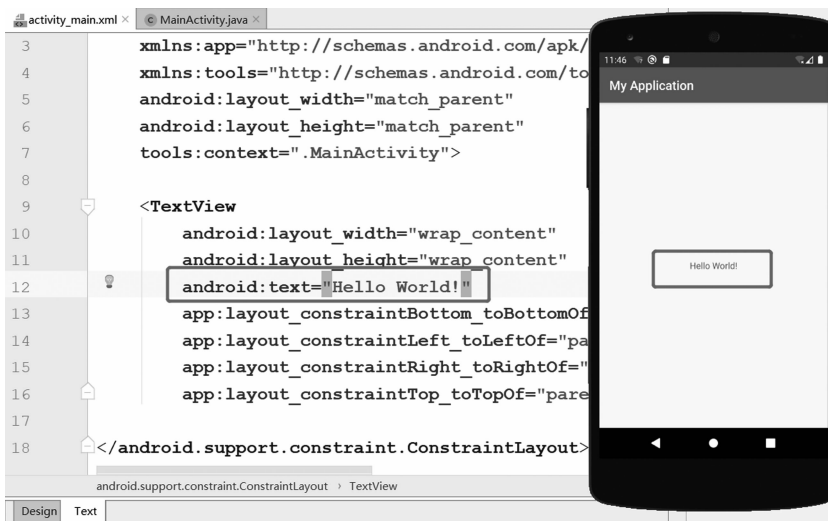 activity_main.xml × C MainActivity.java ×
3 xmlns:app="http://schemas.android.com/apk/
4 xmlns:tools="http://schemas.android.com/to
5 android:layout_width="match_parent"
6 android:layout_height="match_parent"
7 tools:context=".MainActivity">
8
9 <TextView
10 android:layout_width="wrap_content"
11 android:layout_height="wrap_content"
12 android:text="Hello World!"
13 app:layout_constraintBottom_toBottomOf
14 app:layout_constraintLeft_toLeftOf="pa
15 app:layout_constraintRight_toRightOf="
16 app:layout_constraintTop_toTopOf="pare
17
18 </android.support.constraint.ConstraintLayout>
android.support.constraint.ConstraintLayout › TextView
Design Text
11:46
My Application
Hello World!